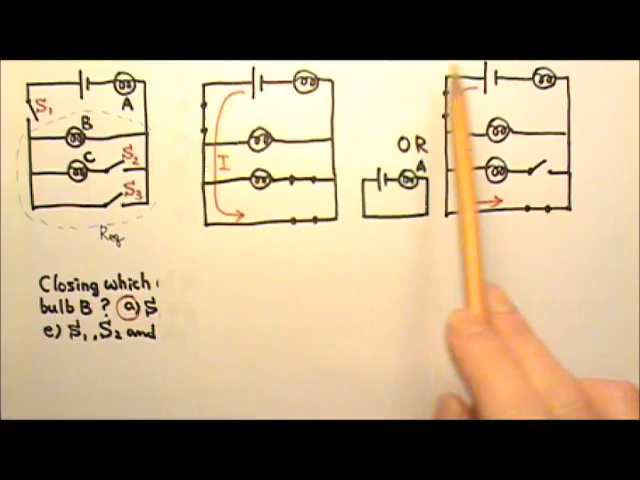 S₁
A
B
C
S₂
S₃
Req
I
OR
A
Closing which
bulb B ? a) S
e) S₁, S₂ and